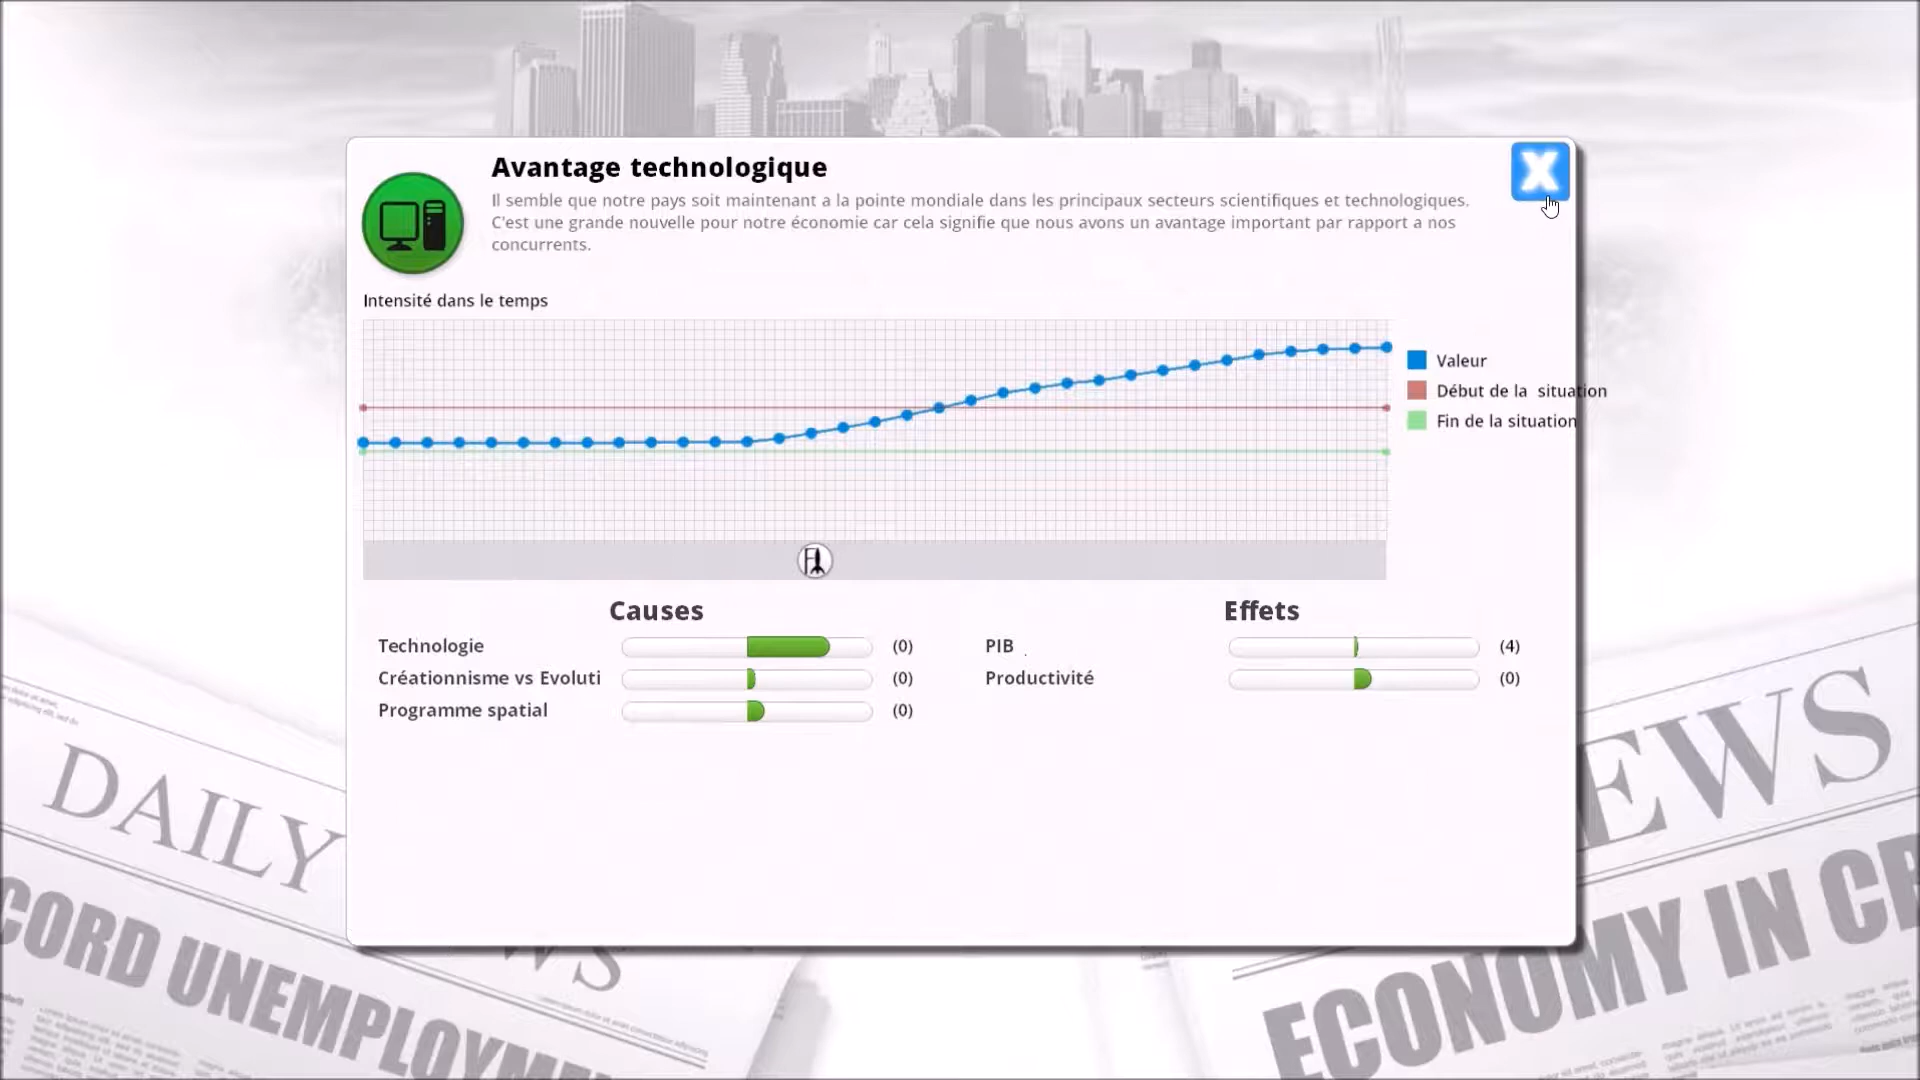 Avantage technologique
Il semble que notre pays soit maintenant a la pointe mondiale dans les principaux secteurs scientifiques et technologiques.
C'est une grande nouvelle pour notre économie car cela signifie que nous avons un avantage important par rapport a nos
concurrents.
X
Intensité dans le temps
Valeur
Début de la situation
Fin de la situation
Causes
Technologie (0)
Créationnisme vs Evoluti (0)
Programme spatial (0)
Effets
PIB (4)
Productivité (0)
DAILY
CORD UNEMPLOYME
WS
EWS
ECONOMY IN CR